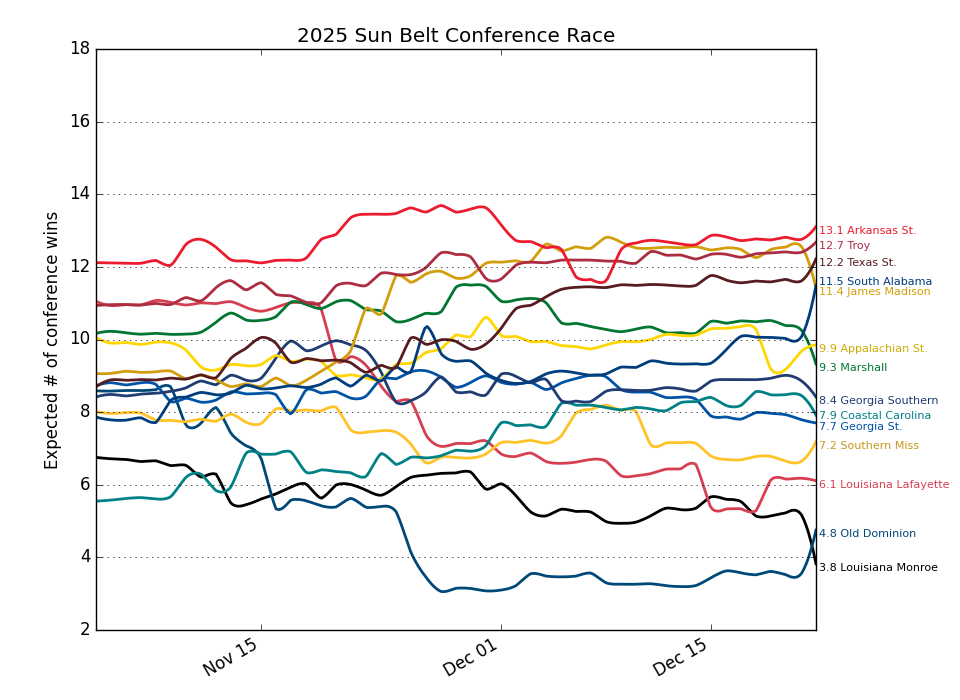 2025 Sun Belt Conference Race
Expected # of conference wins
18
16
14
12
10
8
6
4
2
Nov 15
Dec 01
Dec 15
13.1 Arkansas St.
12.7 Troy
12.2 Texas St.
11.5 South Alabama
11.4 James Madison
9.9 Appalachian St.
9.3 Marshall
8.4 Georgia Southern
7.9 Coastal Carolina
7.7 Georgia St.
7.2 Southern Miss
6.1 Louisiana Lafayette
4.8 Old Dominion
3.8 Louisiana Monroe